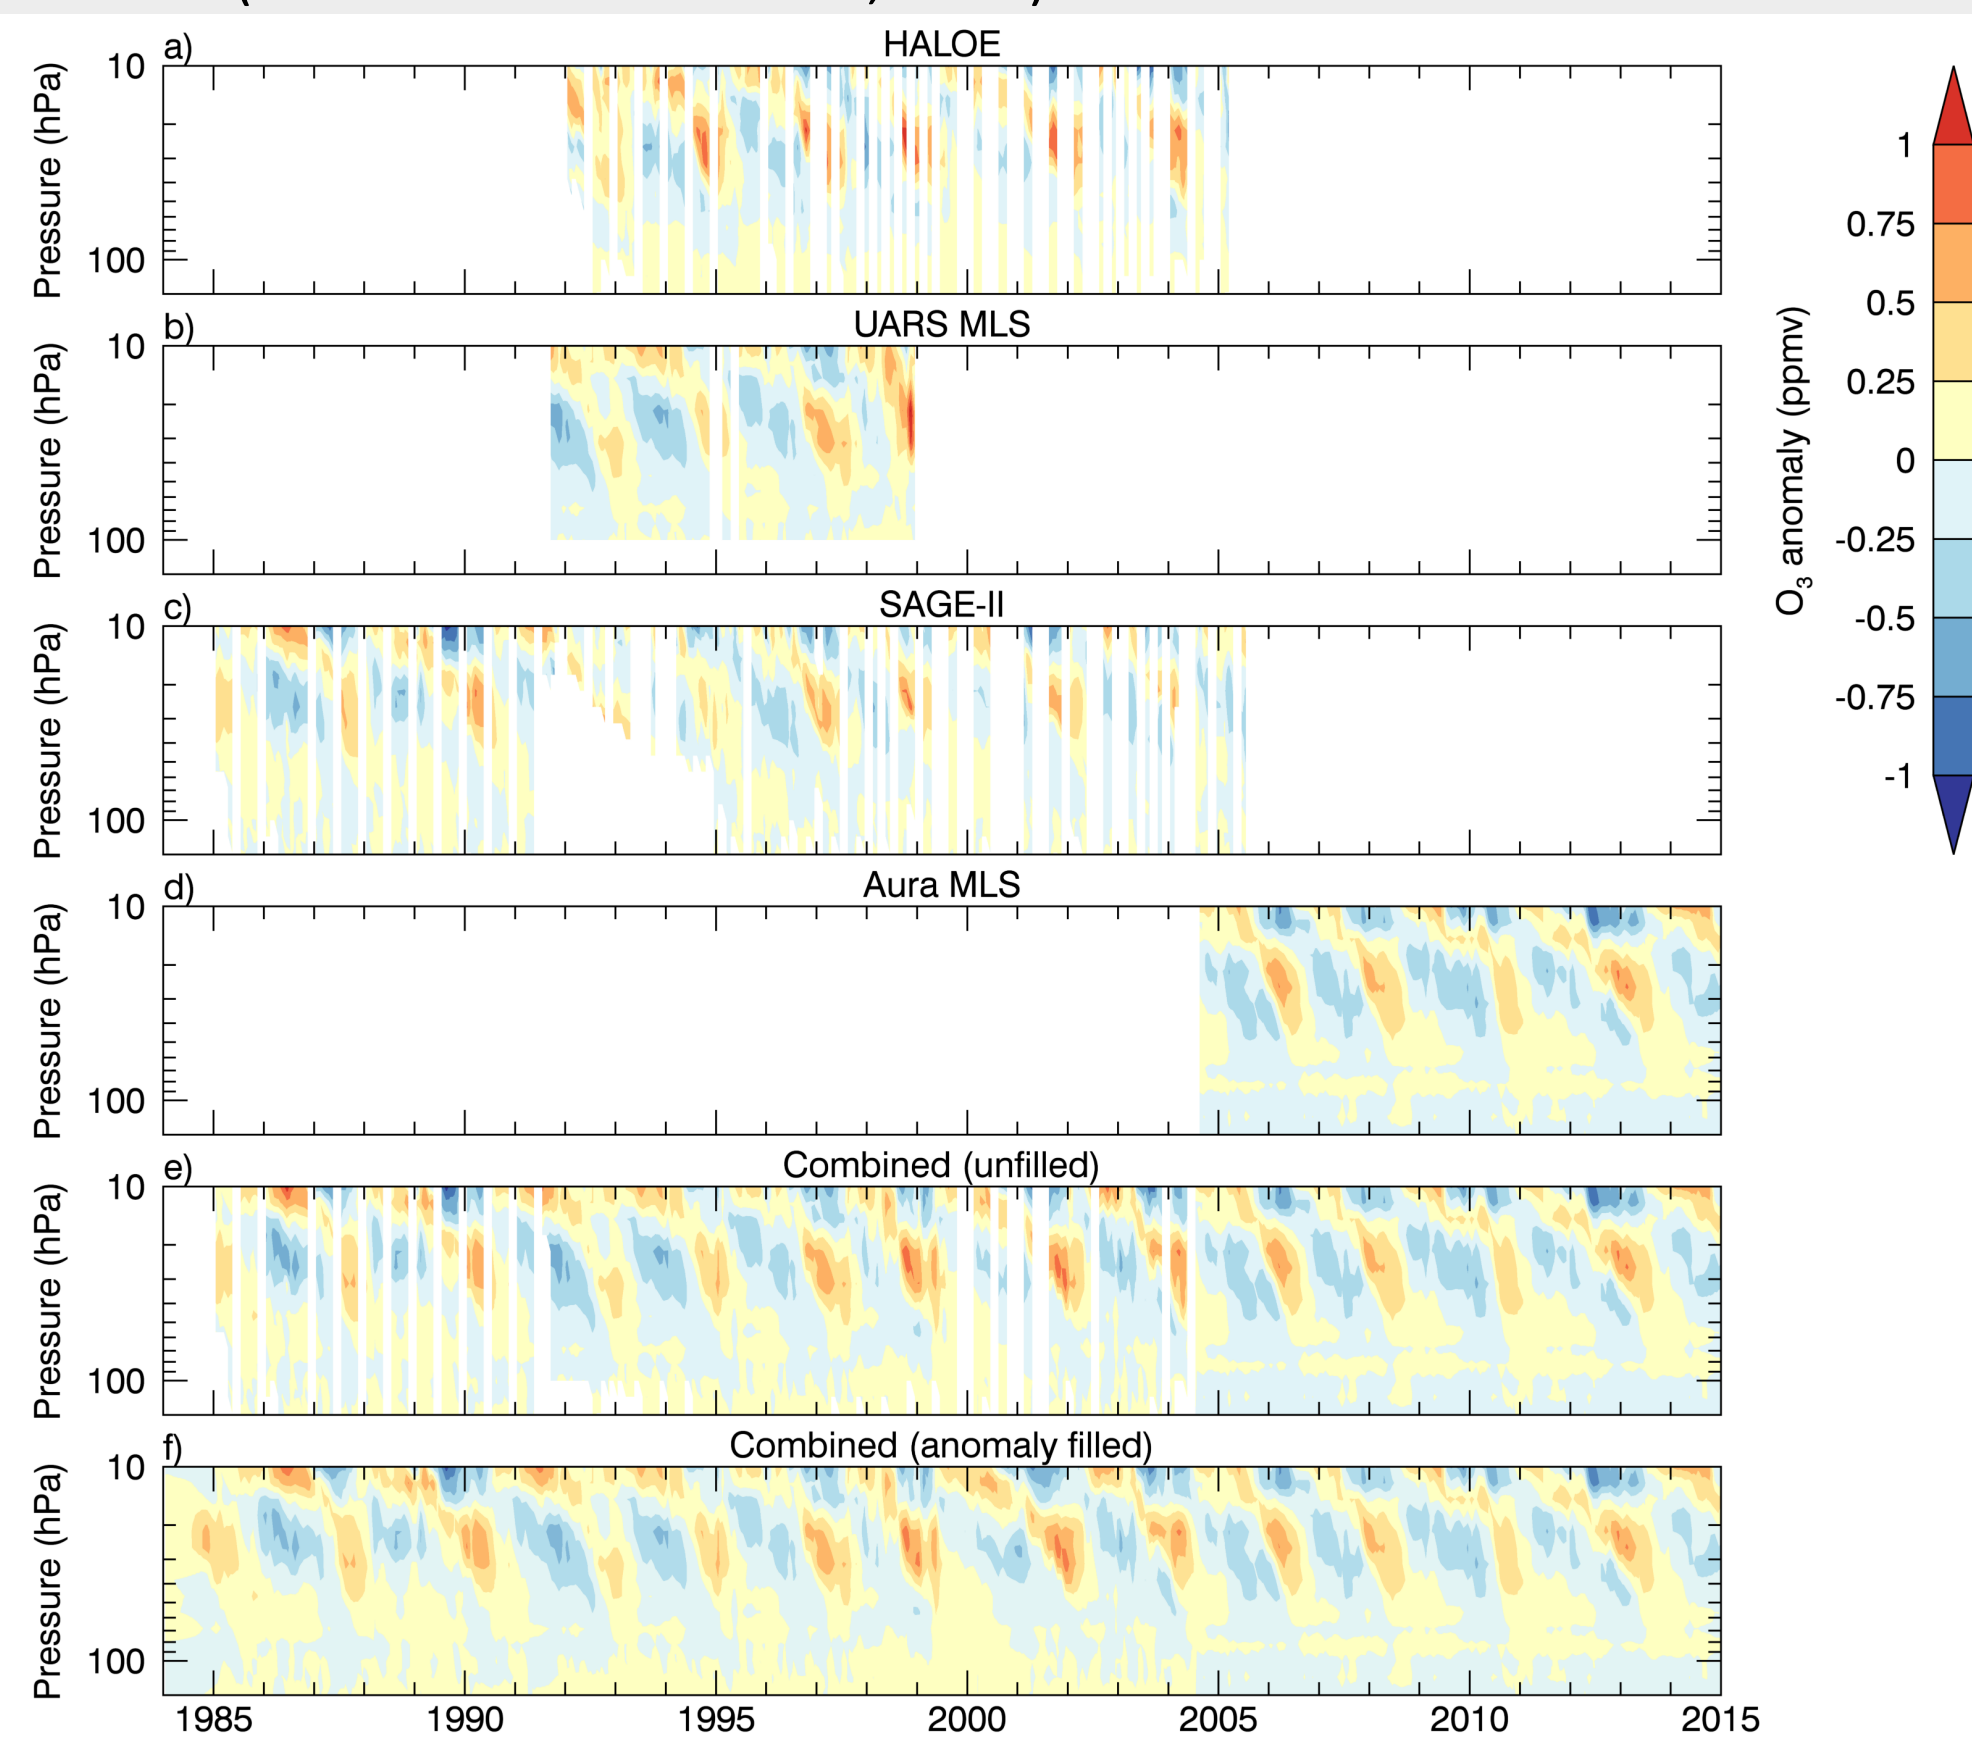 a)
HALOE
10
100
Pressure (hPa)
b)
UARS MLS
10
100
Pressure (hPa)
c)
SAGE-II
10
100
Pressure (hPa)
d)
Aura MLS
10
100
Pressure (hPa)
e)
Combined (unfilled)
10
100
Pressure (hPa)
f)
Combined (anomaly filled)
10
100
Pressure (hPa)
1985 1990 1995 2000 2005 2010 2015
O₃ anomaly (ppmv)
1
0.75
0.5
0.25
0
-0.25
-0.5
-0.75
-1